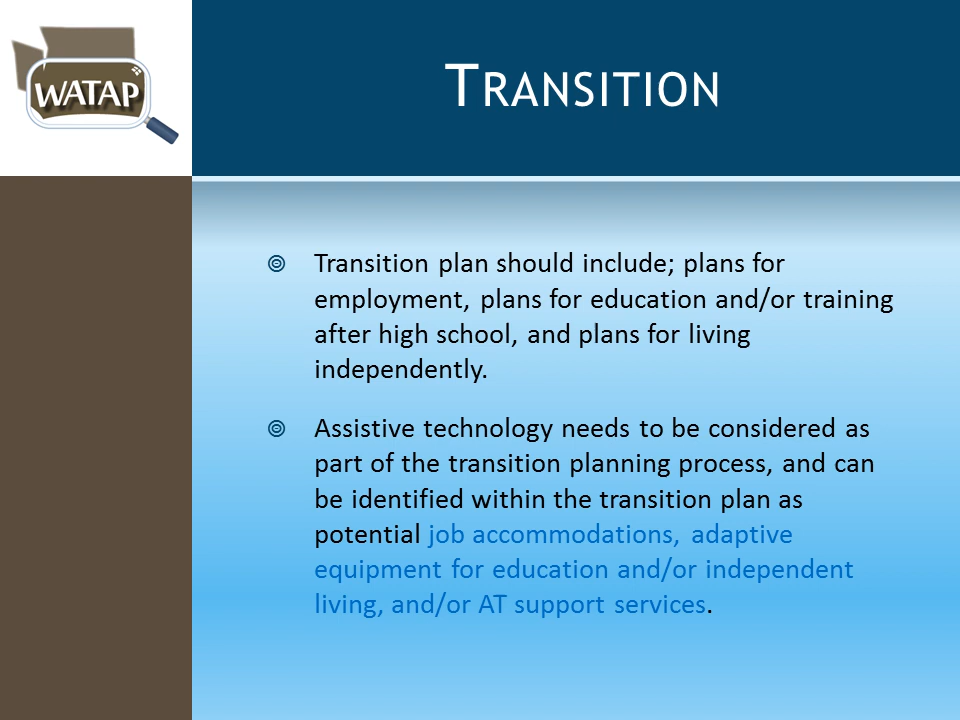 WATAP
TRANSITION
Transition plan should include; plans for
employment, plans for education and/or training
after high school, and plans for living
independently.
Assistive technology needs to be considered as
part of the transition planning process, and can
be identified within the transition plan as
potential job accommodations, adaptive
equipment for education and/or independent
living, and/or AT support services.